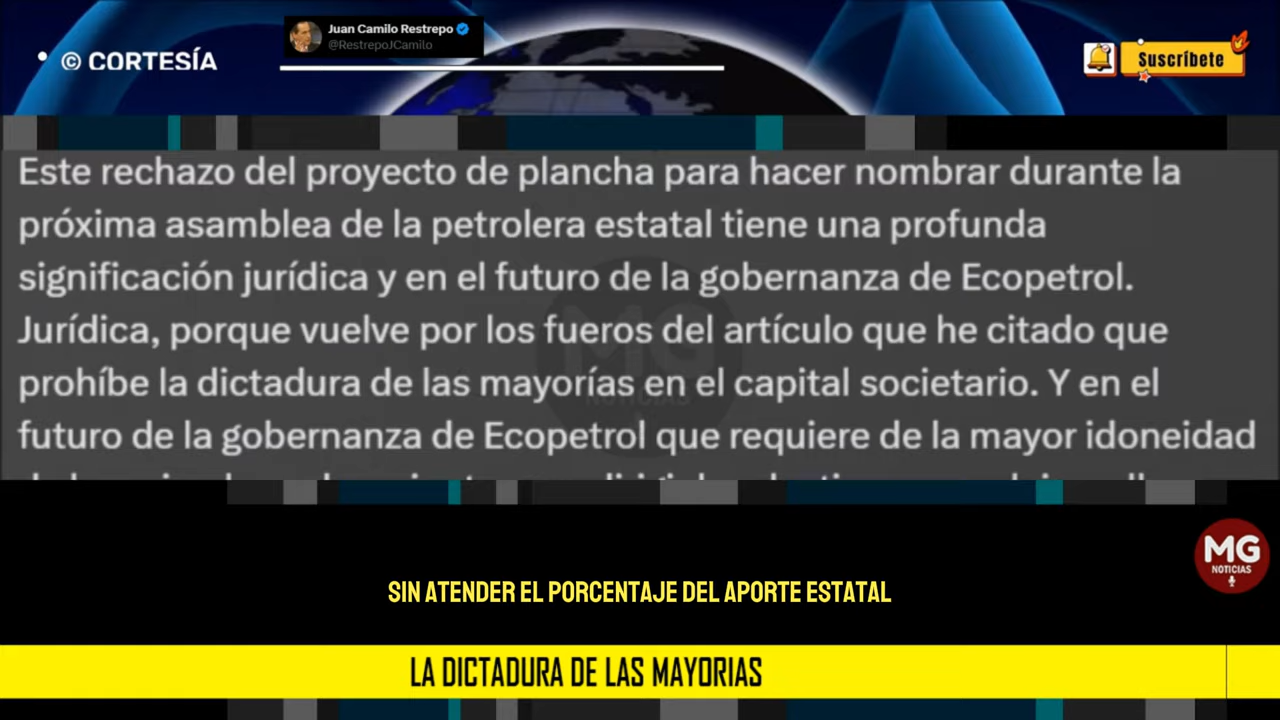 Juan Camilo Restrepo
@RestrepoJCamilo
© CORTESÍA
Suscríbete
Este rechazo del proyecto de plancha para hacer nombrar durante la
próxima asamblea de la petrolera estatal tiene una profunda
significación jurídica y en el futuro de la gobernanza de Ecopetrol.
Jurídica, porque vuelve por los fueros del artículo que he citado que
prohíbe la dictadura de las mayorías en el capital societario. Y en el
futuro de la gobernanza de Ecopetrol que requiere de la mayor idoneidad
MG
NOTICIAS
MG
NOTICIAS
SIN ATENDER EL PORCENTAJE DEL APORTE ESTATAL
LA DICTADURA DE LAS MAYORIAS